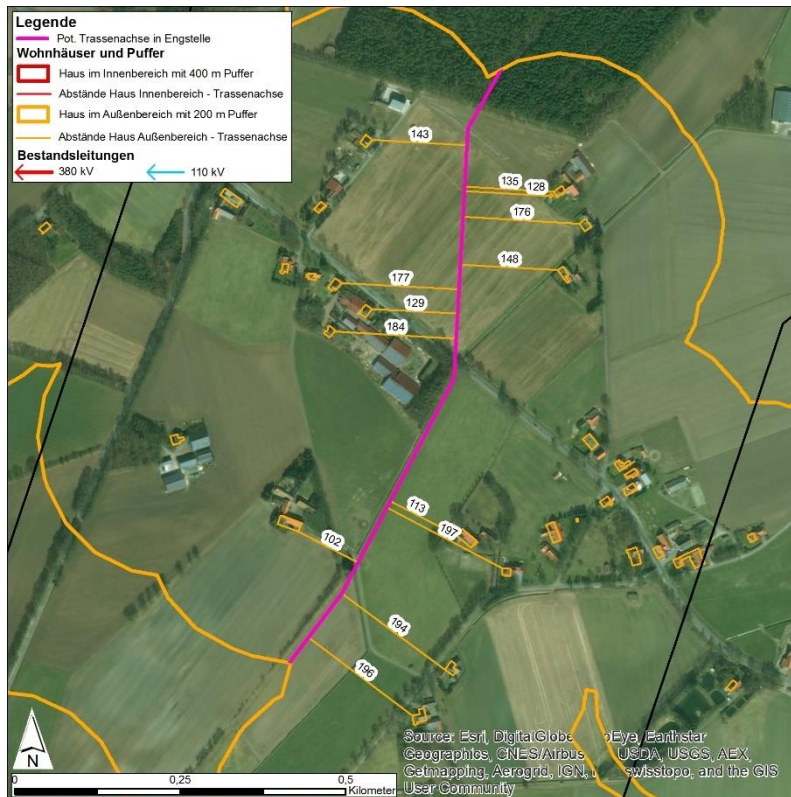 Legende
Pot. Trassenachse in Engstelle
Wohnhäuser und Puffer
Haus im Innenbereich mit 400 m Puffer
Abstände Haus Innenbereich - Trassenachse
Haus im Außenbereich mit 200 m Puffer
Abstände Haus Außenbereich - Trassenachse
Bestandsleitungen
380 kV 110 kV
143
135
128
176
148
177
129
184
113
197
102
194
196
N
0 0,25 0,5
Kilometer
Source: Esri, DigitalGlobe, Earthstar
Geographics, CNES/Airbus USDA, USGS, AEX,
Getmapping, Aerogrid, IGN, swisstopo, and the GIS
User Community